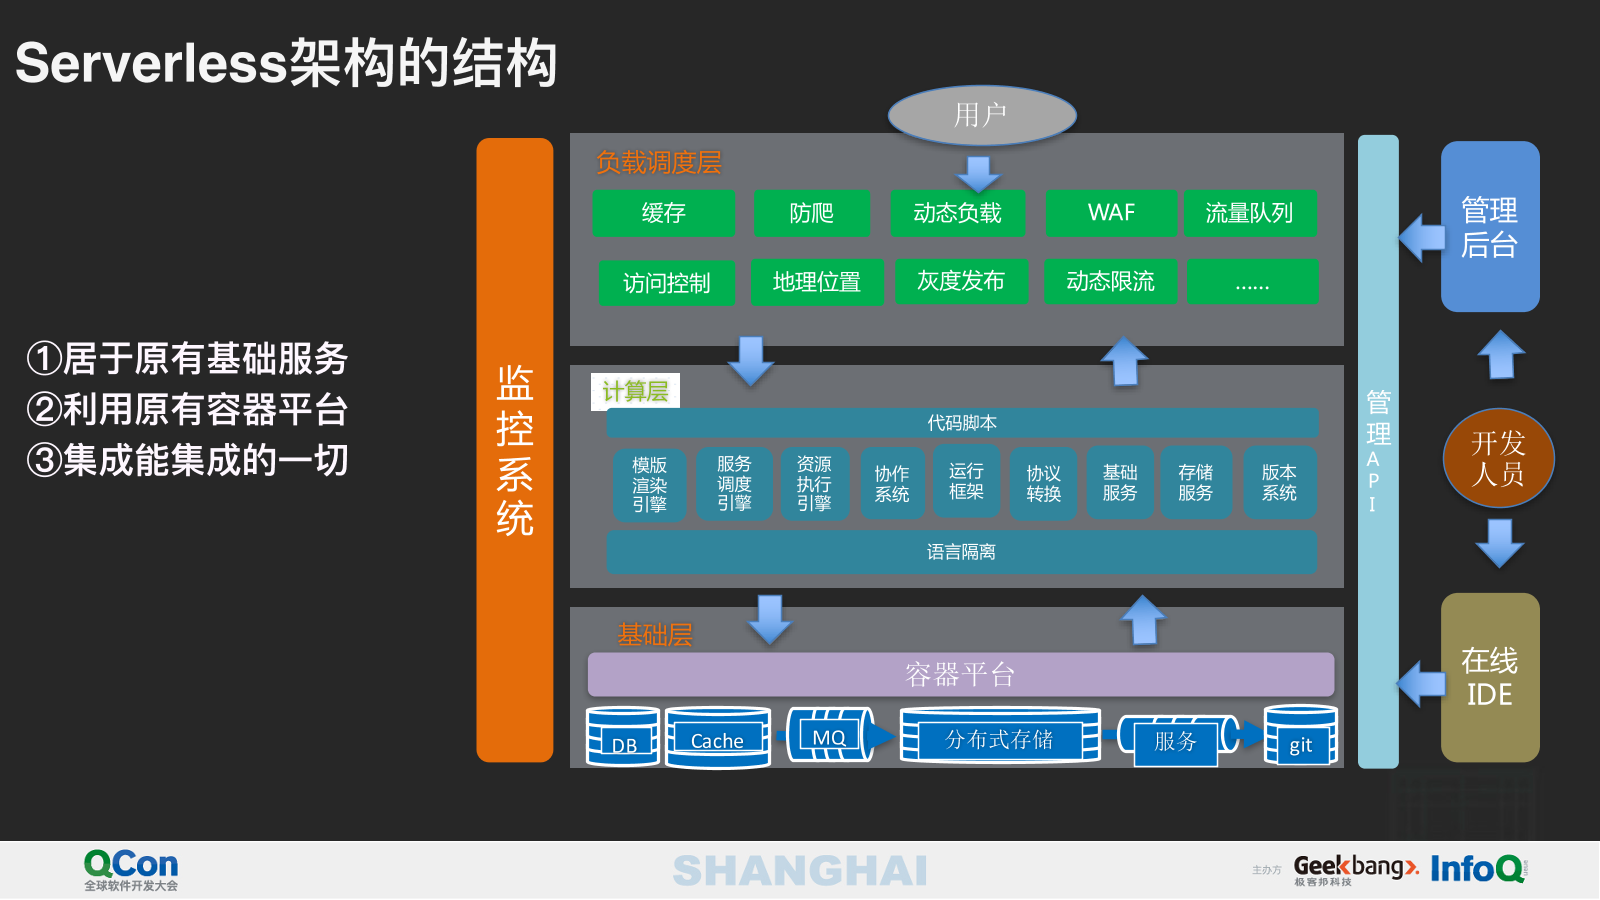 Serverless架构的结构
①居于原有基础服务
②利用原有容器平台
③集成能集成的一切
监
控
系
统
用户
负载调度层
缓存
防爬
动态负载
WAF
流量队列
访问控制
地理位置
灰度发布
动态限流
......
计算层
代码脚本
模版
渲染
引擎
服务
调度
引擎
资源
执行
引擎
协作
系统
运行
框架
协议
转换
基础
服务
存储
服务
版本
系统
语言隔离
基础层
容器平台
DB
Cache
MQ
分布式存储
服务
git
管
理
A
P
I
管理
后台
开发
人员
在线
IDE
QCon
全球软件开发大会
SHANGHAI
主办方
Geekbang>.
极客邦科技
InfoQ